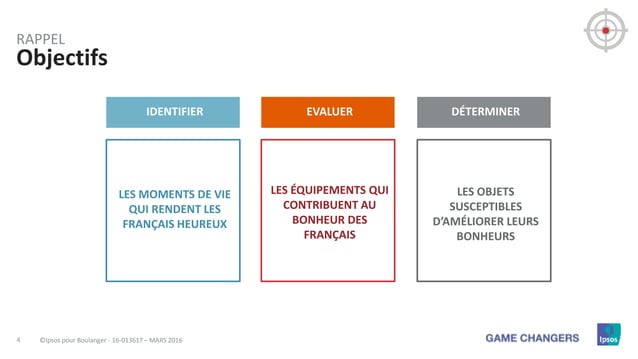 RAPPEL
Objectifs
IDENTIFIER
EVALUER
DÉTERMINER
LES MOMENTS DE VIE
QUI RENDENT LES
FRANÇAIS HEUREUX
LES ÉQUIPEMENTS QUI
CONTRIBUENT AU
BONHEUR DES
FRANÇAIS
LES OBJETS
SUSCEPTIBLES
D’AMÉLIORER LEURS
BONHEURS
4
©Ipsos pour Boulanger - 16-013617 – MARS 2016
GAME CHANGERS
Ipsos